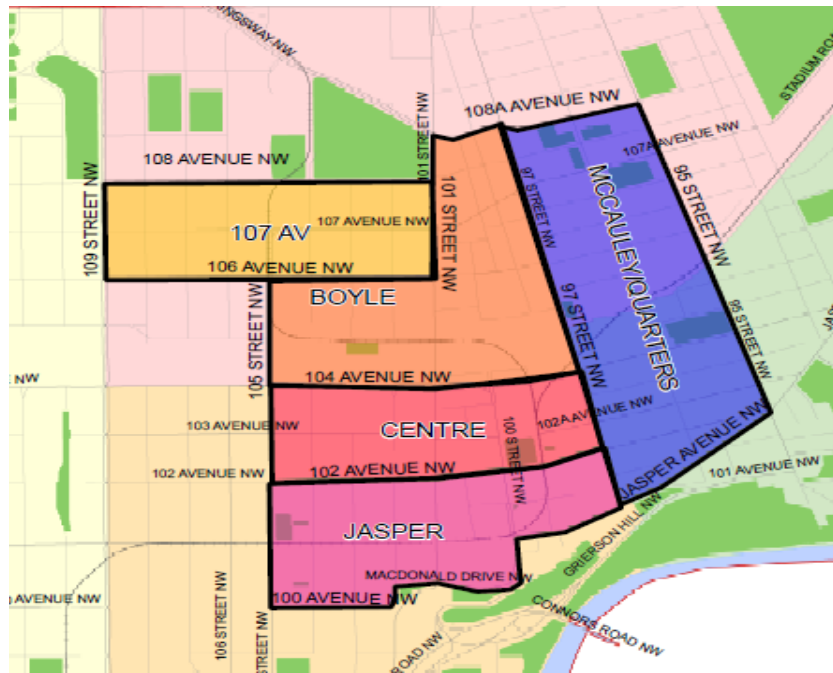 NGSWAY NW
STADIUM ROA
108A AVENUE NW
101 STREET NW
107A AVENUE NW
108 AVENUE NW
109 STREET NW
107 AVENUE NW
107 AV
106 AVENUE NW
101 STREET NW
97 STREET NW
MCCAULEY/QUARTERS
95 STREET NW
BOYLE
97 STREET NW
95 STREET NW
105 STREET NW
104 AVENUE NW
NW
103 AVENUE NW
CENTRE
100 STREET NW
102A AVENUE NW
102 AVENUE NW
102 AVENUE NW
JASPER AVENUE NW
101 AVENUE NW
JASPER
GRIERSON HILL NW
MACDONALD DRIVE NW
AVENUE NW
100 AVENUE NW
CONNORS ROAD NW
106 STREET NW
STREET NW
ROAD NW